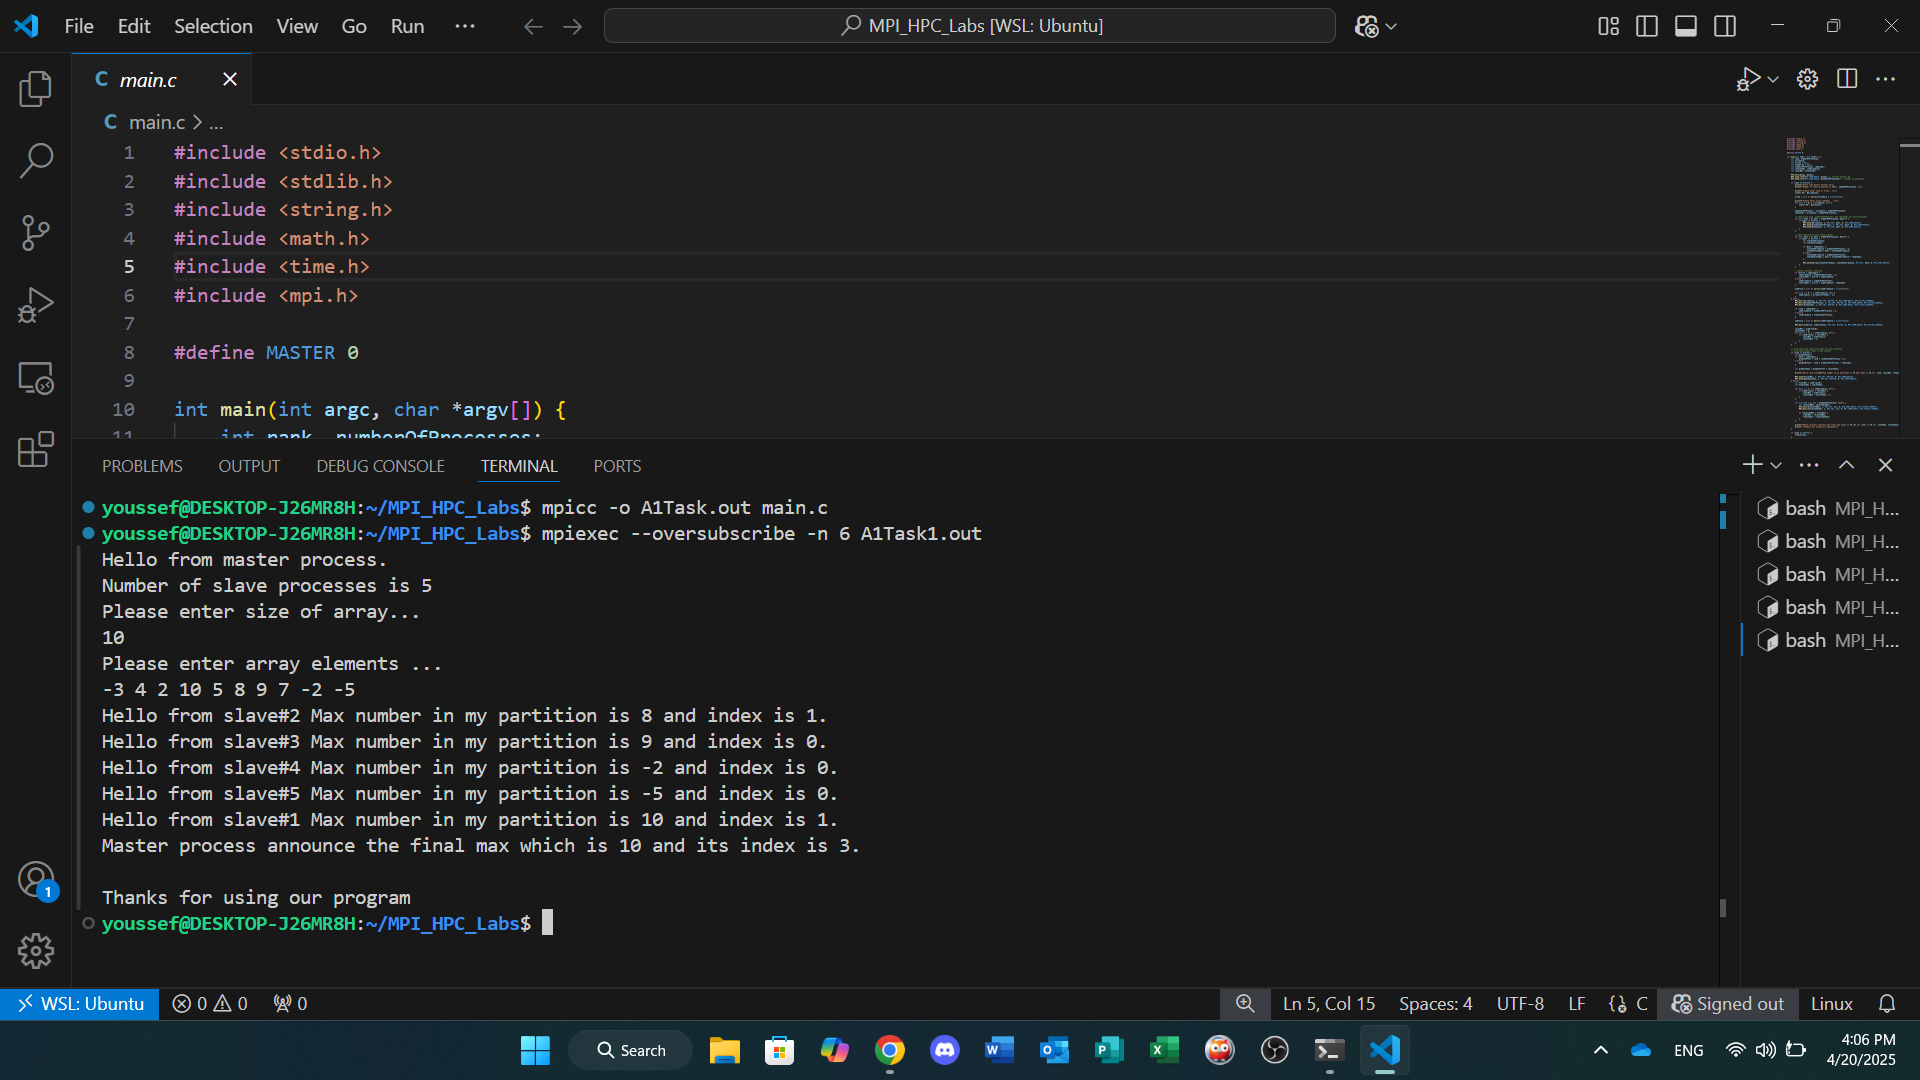 File Edit Selection View Go Run ··· MPI_HPC_Labs [WSL: Ubuntu]
C main.c
C main.c > ...
1 #include <stdio.h>
2 #include <stdlib.h>
3 #include <string.h>
4 #include <math.h>
5 #include <time.h>
6 #include <mpi.h>
7
8 #define MASTER 0
9
10 int main(int argc, char *argv[]) {
11 int rank, numberOfProcesses;
PROBLEMS OUTPUT DEBUG CONSOLE TERMINAL PORTS
youssef@DESKTOP-J26MR8H:~/MPI_HPC_Labs$ mpicc -o A1Task.out main.c
youssef@DESKTOP-J26MR8H:~/MPI_HPC_Labs$ mpiexec --oversubscribe -n 6 A1Task1.out
Hello from master process.
Number of slave processes is 5
Please enter size of array...
10
Please enter array elements ...
-3 4 2 10 5 8 9 7 -2 -5
Hello from slave#2 Max number in my partition is 8 and index is 1.
Hello from slave#3 Max number in my partition is 9 and index is 0.
Hello from slave#4 Max number in my partition is -2 and index is 0.
Hello from slave#5 Max number in my partition is -5 and index is 0.
Hello from slave#1 Max number in my partition is 10 and index is 1.
Master process announce the final max which is 10 and its index is 3.
Thanks for using our program
youssef@DESKTOP-J26MR8H:~/MPI_HPC_Labs$
bash MPI_H...
bash MPI_H...
bash MPI_H...
bash MPI_H...
bash MPI_H...
1
WSL: Ubuntu 0 0 0 Ln 5, Col 15 Spaces: 4 UTF-8 LF C Signed out Linux
Search ENG 4:06 PM
4/20/2025